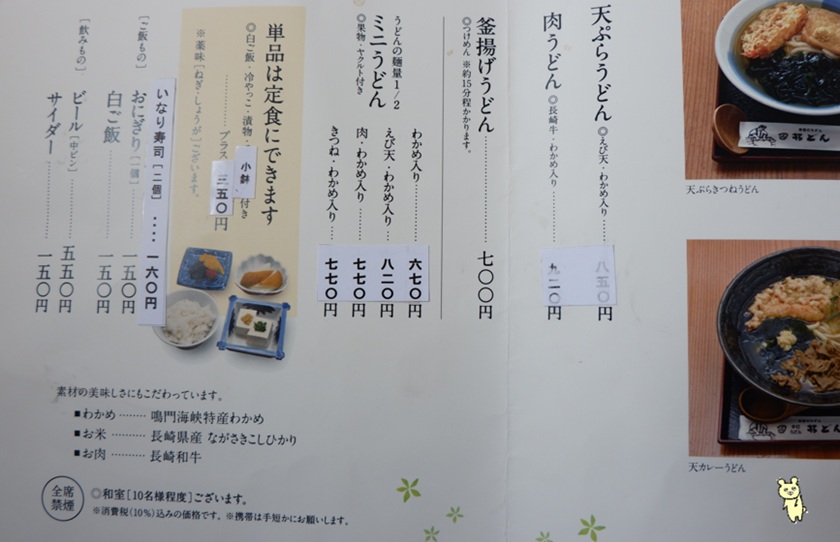 天ぷらうどん ◎えび天・わかめ入り………八五〇円
肉うどん ◎長崎牛・わかめ入り………九二〇円
釜揚げうどん………七〇〇円
◎つけめん ※約15分程かかります。
うどんの麺量1/2
ミニうどん
◎果物・ヤクルト付き
わかめ入り………六七〇円
えび天・わかめ入り…八二〇円
肉・わかめ入り………七七〇円
きつね・わかめ入り…七七〇円
単品は定食にできます
◎白ご飯・冷やっこ・漬物・小鉢付き
………プラス三五〇円
※薬味[ねぎ・しょうが]ございます。
いなり寿司[二個]‥‥一六〇円
[ご飯もの]
おにぎり[一個]………一五〇円
白ご飯………一五〇円
[飲みもの]
ビール[中ビン]………五五〇円
サイダー………一五〇円
素材の美味しさにもこだわっています。
■わかめ………鳴門海峡特産わかめ
■お米………長崎県産 ながさきこしひかり
■お肉………長崎和牛
全席
禁煙
◎和室[10名様程度]ございます。
※消費税(10%)込みの価格です。※携帯は手短かにお願いします。
天ぷらきつねうどん
天カレーうどん